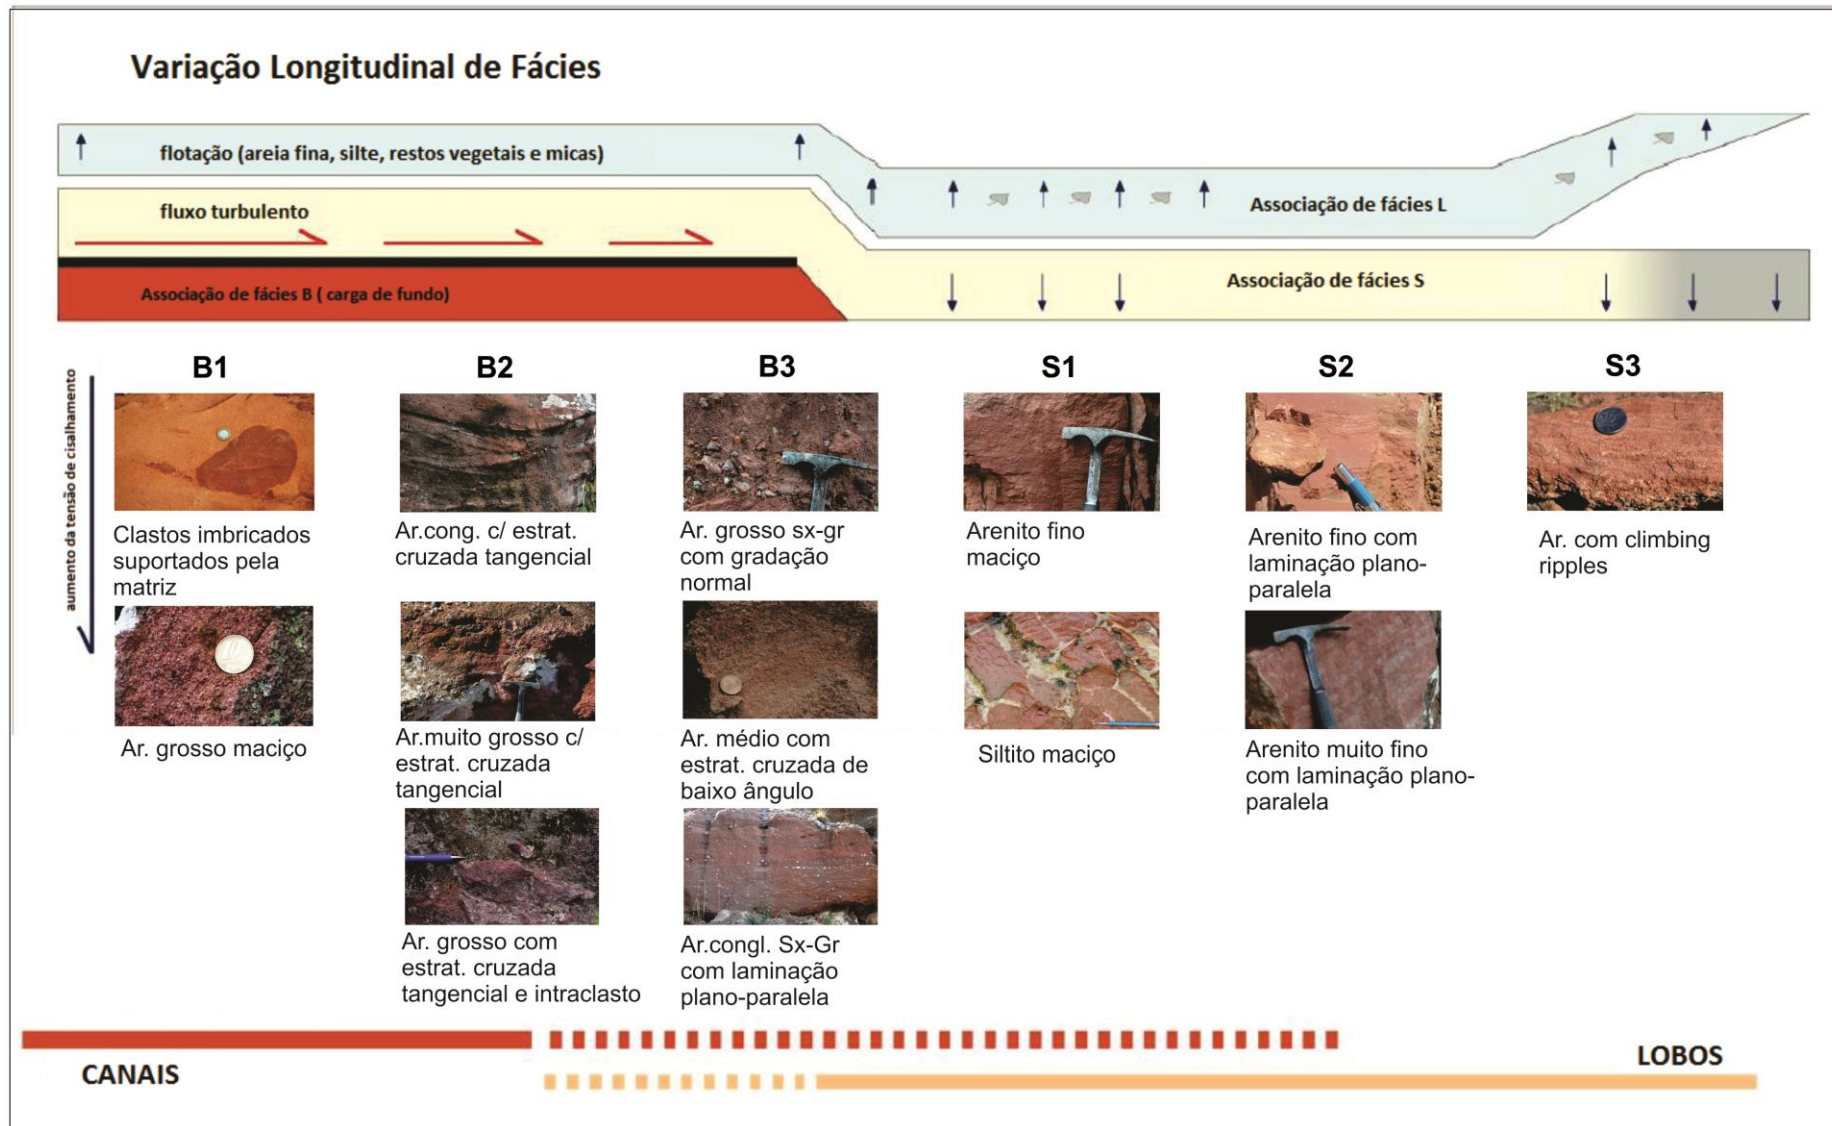 Variação Longitudinal de Fácies
flotação (areia fina, silte, restos vegetais e micas)
fluxo turbulento
Associação de fácies B ( carga de fundo)
Associação de fácies L
Associação de fácies S
aumento da tensão de cisalhamento
B1
B2
B3
S1
S2
S3
Clastos imbricados
suportados pela
matriz
Ar.cong. c/ estrat.
cruzada tangencial
Ar. grosso sx-gr
com gradação
normal
Arenito fino
maciço
Arenito fino com
laminação plano-
paralela
Ar. com climbing
ripples
Ar. grosso maciço
Ar.muito grosso c/
estrat. cruzada
tangencial
Ar. médio com
estrat. cruzada de
baixo ângulo
Siltito maciço
Arenito muito fino
com laminação plano-
paralela
Ar. grosso com
estrat. cruzada
tangencial e intraclasto
Ar.congl. Sx-Gr
com laminação
plano-paralela
CANAIS
LOBOS